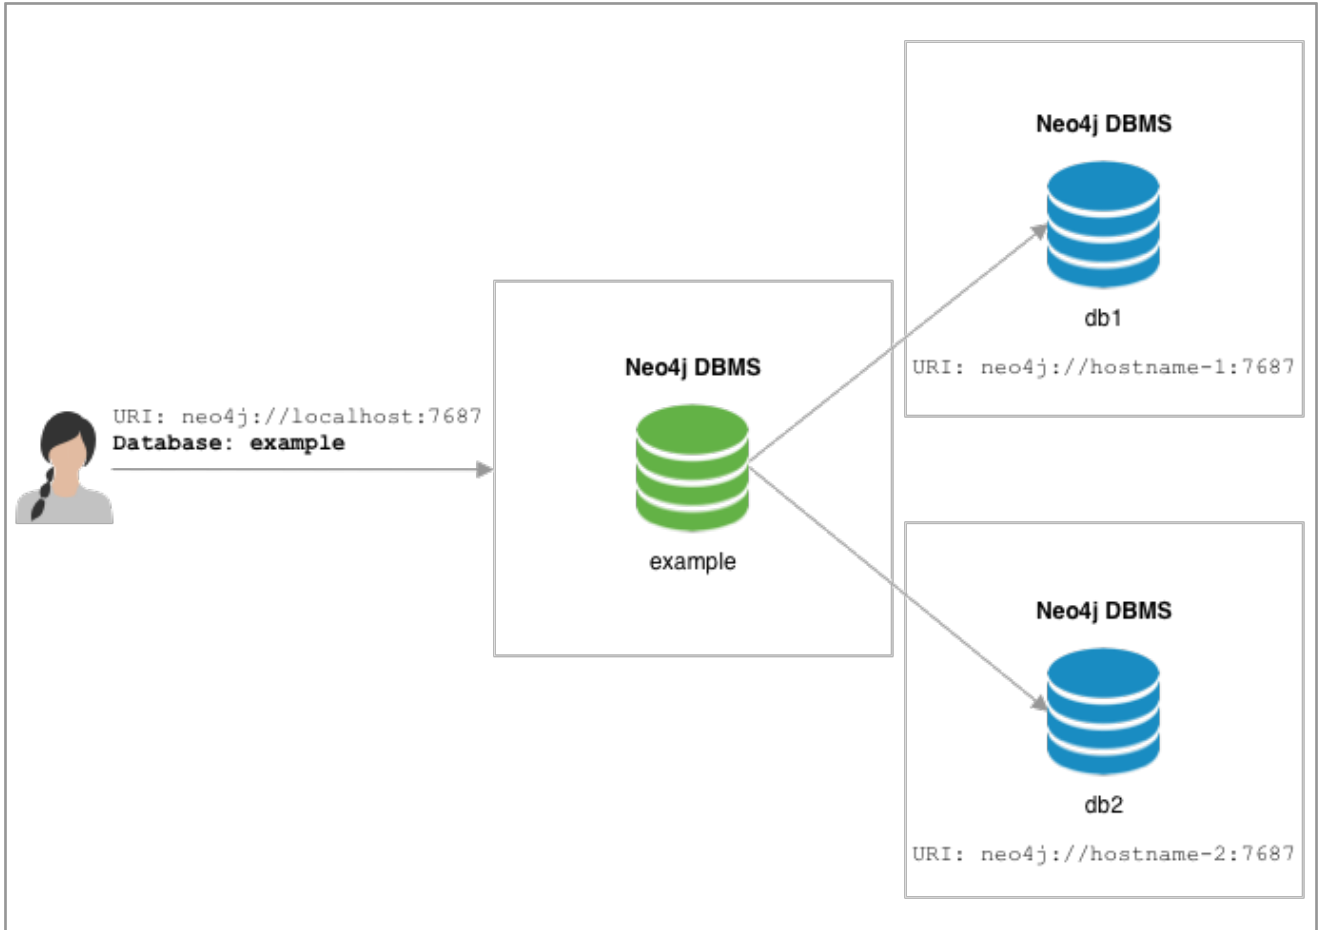 URI: neo4j://localhost:7687
Database: example
Neo4j DBMS
example
Neo4j DBMS
db1
URI: neo4j://hostname-1:7687
Neo4j DBMS
db2
URI: neo4j://hostname-2:7687